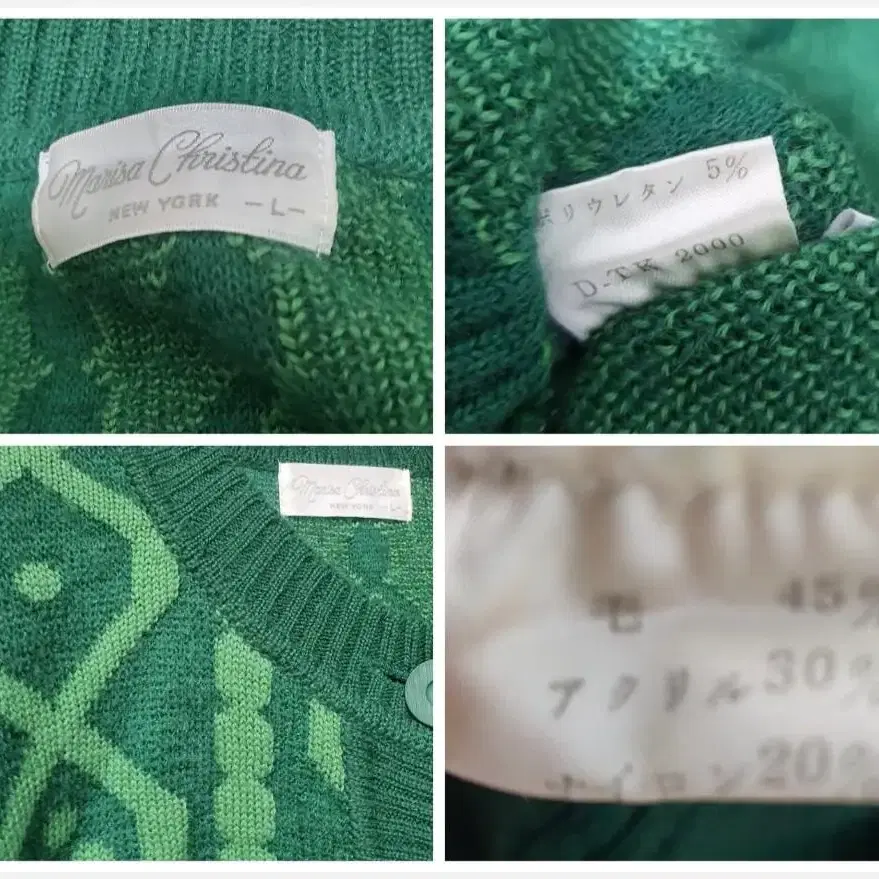 Marisa Christina
NEW YORK -L-
ポリウレタン 5%
D-TK 2000
Marisa Christina
NEW YORK -L-
毛 45%
アクリル 30%
ナイロン 20%